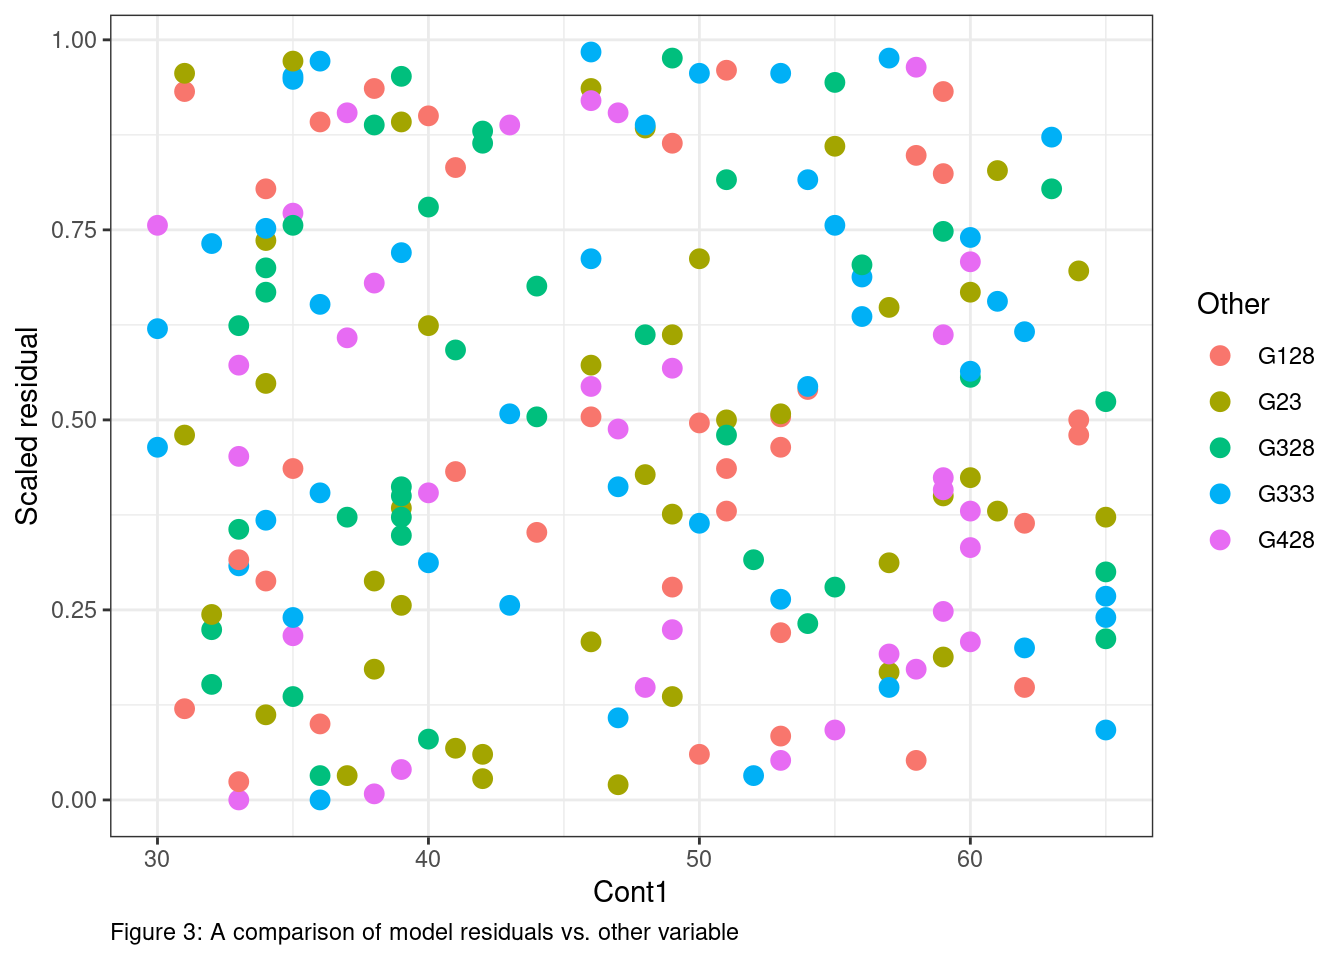 1.00
0.75
0.50
0.25
0.00
Scaled residual
30 40 50 60
Cont1
Other
G128
G23
G328
G333
G428
Figure 3: A comparison of model residuals vs. other variable